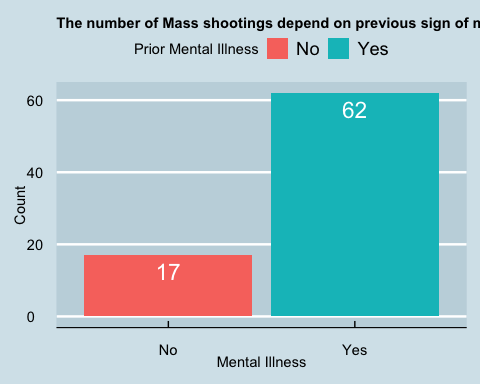 The number of Mass shootings depend on previous sign of
Prior Mental Illness No Yes
60
62
40
Count
20
17
0
No Yes
Mental Illness